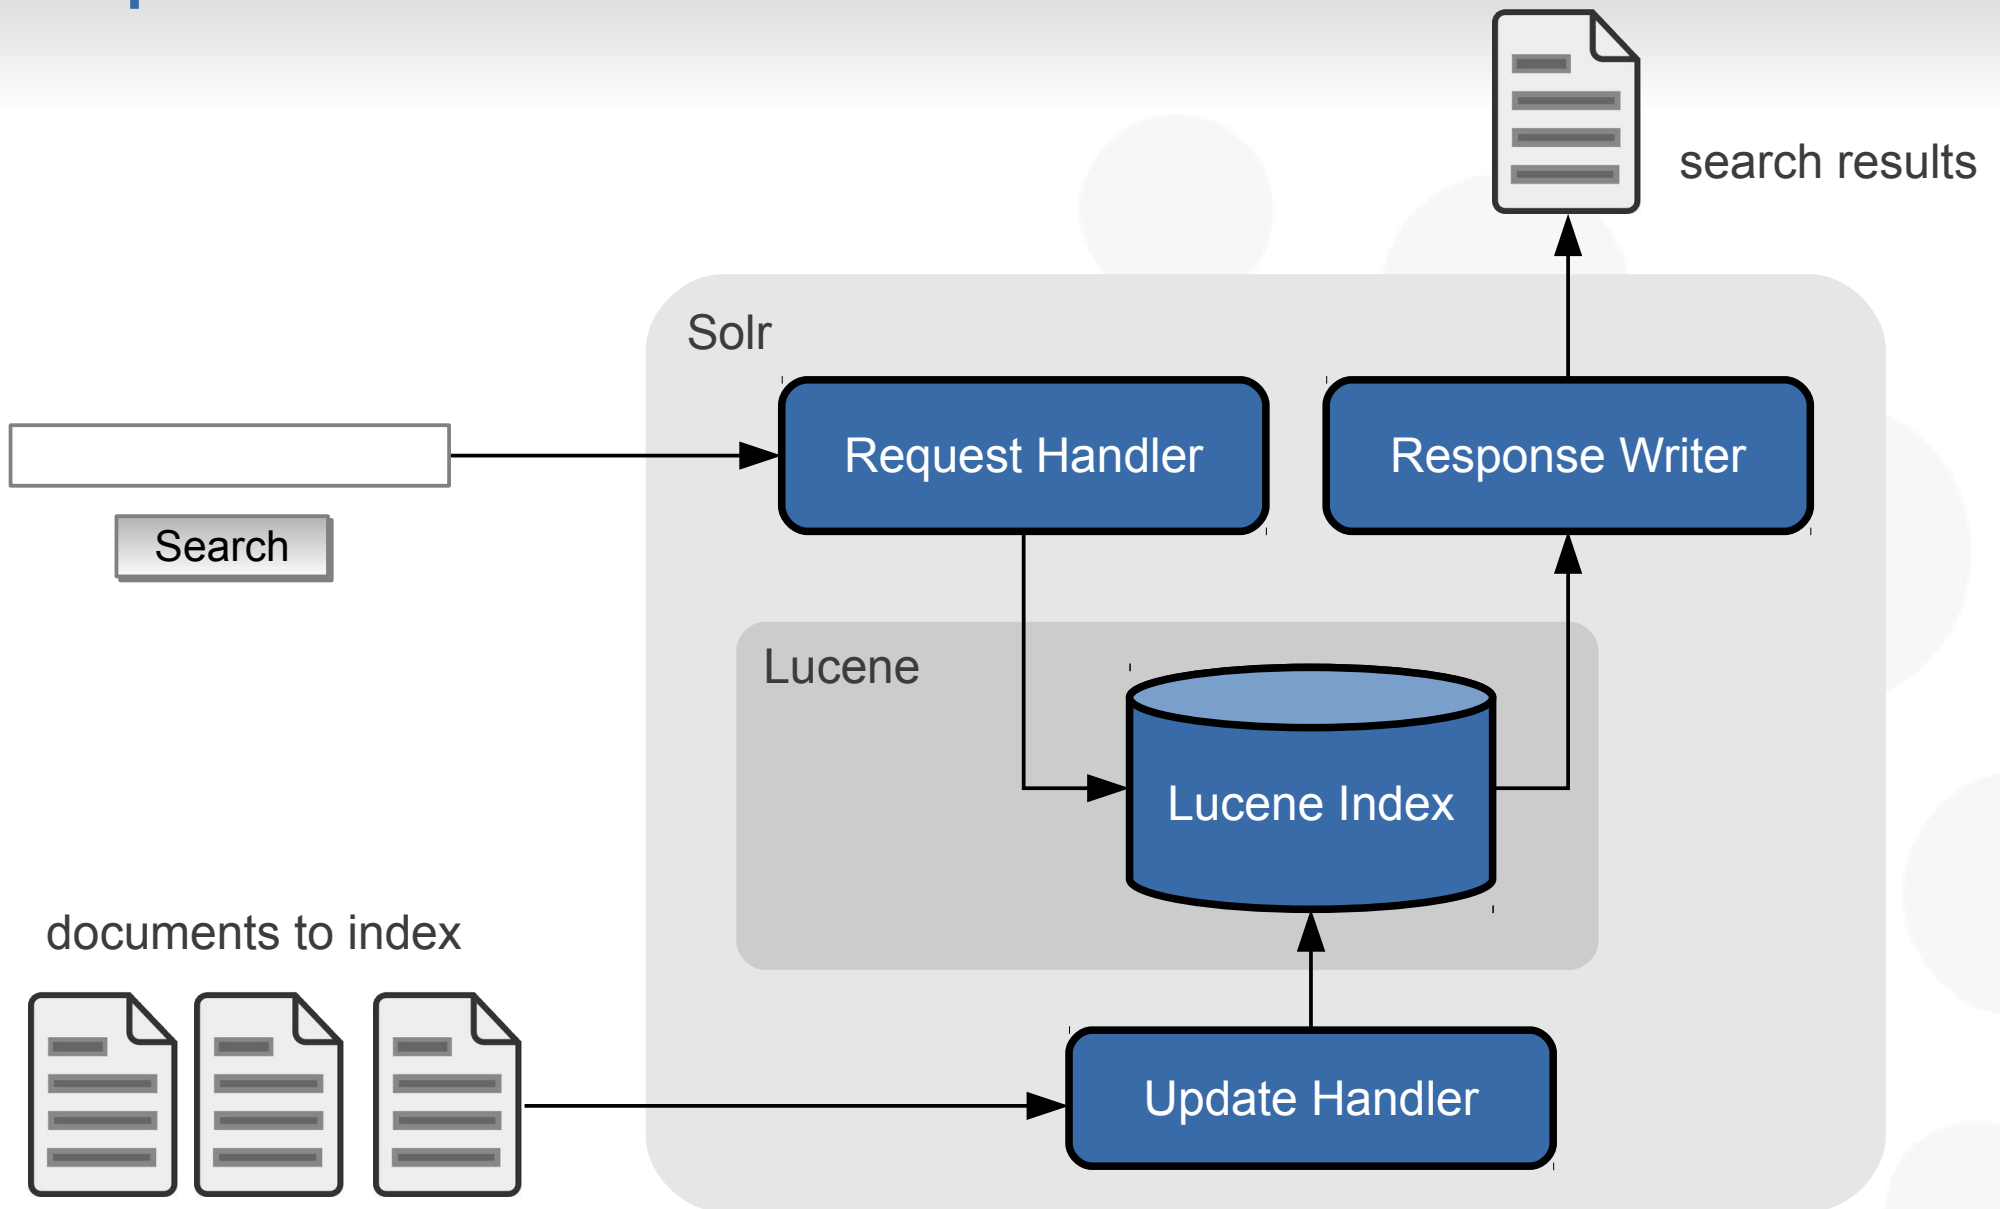 search results
Solr
Request Handler
Response Writer
Search
Lucene
Lucene Index
documents to index
Update Handler